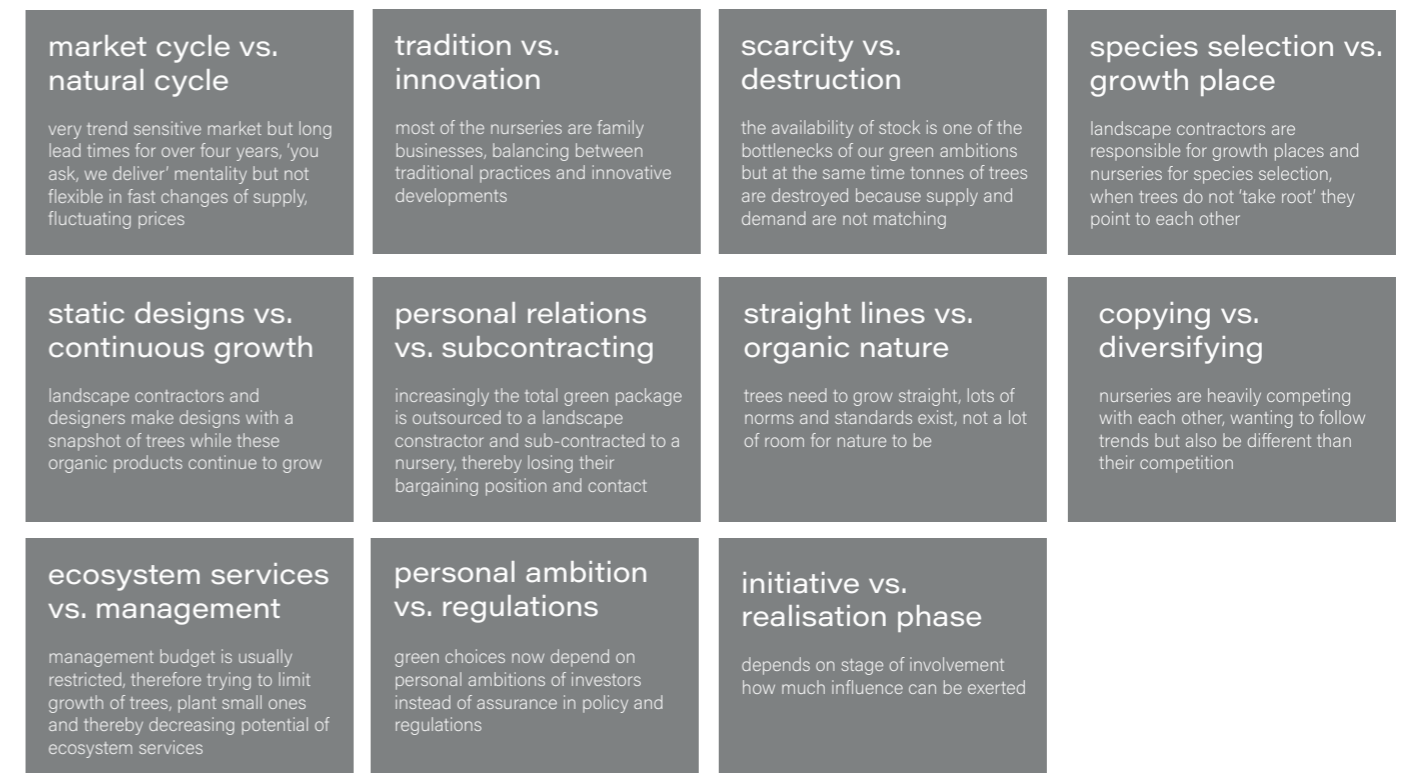 market cycle vs.
natural cycle
very trend sensitive market but long
lead times for over four years, ‘you
ask, we deliver’ mentality but not
flexible in fast changes of supply,
fluctuating prices
tradition vs.
innovation
most of the nurseries are family
businesses, balancing between
traditional practices and innovative
developments
scarcity vs.
destruction
the availability of stock is one of the
bottlenecks of our green ambitions
but at the same time tonnes of trees
are destroyed because supply and
demand are not matching
species selection vs.
growth place
landscape contractors are
responsible for growth places and
nurseries for species selection,
when trees do not ‘take root’ they
point to each other
static designs vs.
continuous growth
landscape contractors and
designers make designs with a
snapshot of trees while these
organic products continue to grow
personal relations
vs. subcontracting
increasingly the total green package
is outsourced to a landscape
constractor and sub-contracted to a
nursery, thereby losing their
bargaining position and contact
straight lines vs.
organic nature
trees need to grow straight, lots of
norms and standards exist, not a lot
of room for nature to be
copying vs.
diversifying
nurseries are heavily competing
with each other, wanting to follow
trends but also be different than
their competition
ecosystem services
vs. management
management budget is usually
restricted, therefore trying to limit
growth of trees, plant small ones
and thereby decreasing potential of
ecosystem services
personal ambition
vs. regulations
green choices now depend on
personal ambitions of investors
instead of assurance in policy and
regulations
initiative vs.
realisation phase
depends on stage of involvement
how much influence can be exerted